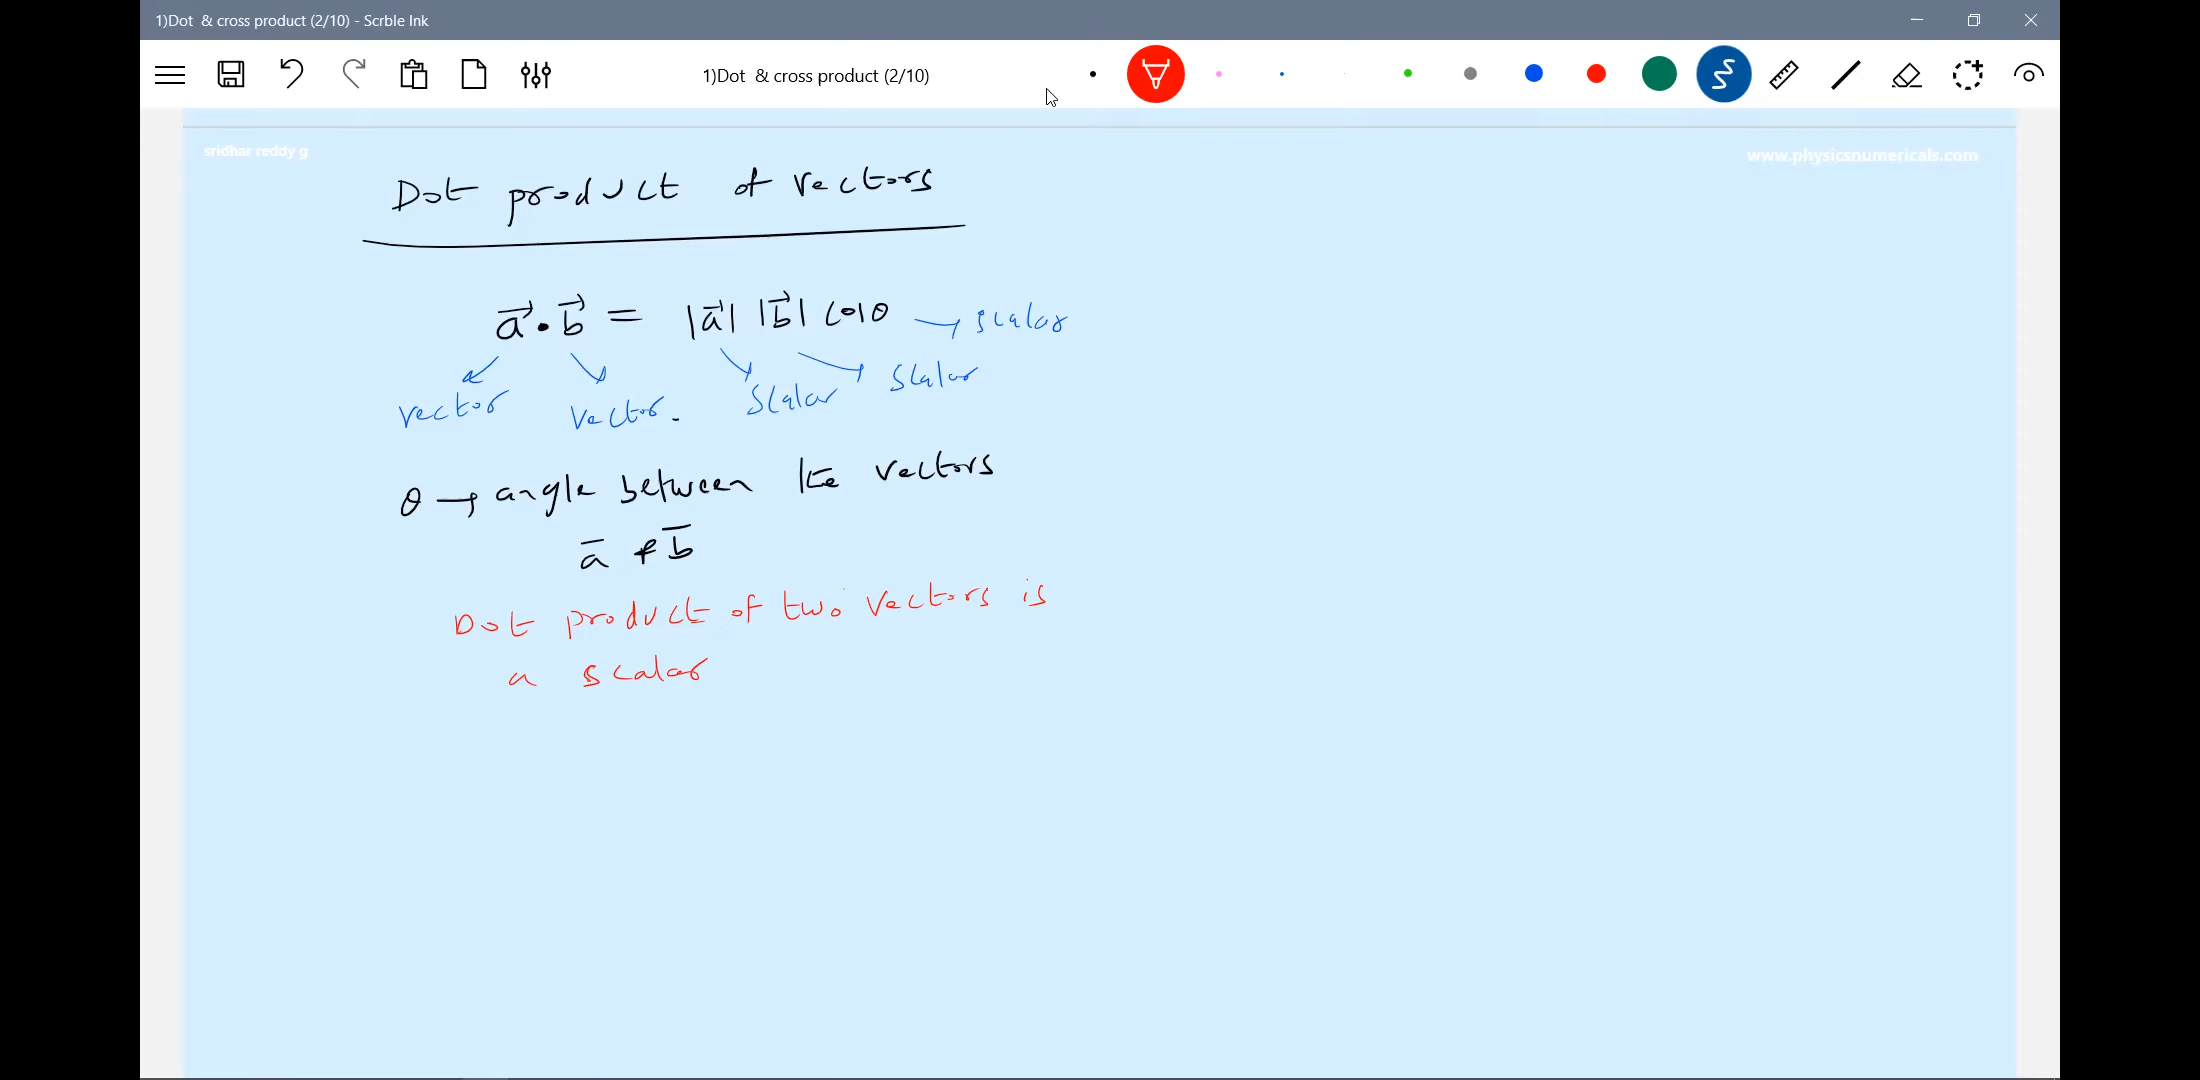 1)Dot & cross product (2/10) - Scrble Ink
1)Dot & cross product (2/10)
sridhar reddy g
www.physicsnumericals.com
Dot product of vectors
a⃗ • b⃗ = |a⃗| |b⃗| cosθ → scalar
vector vector. scalar scalar
θ → angle between the vectors
a̅ & b̅
Dot product of two vectors is
a scalar